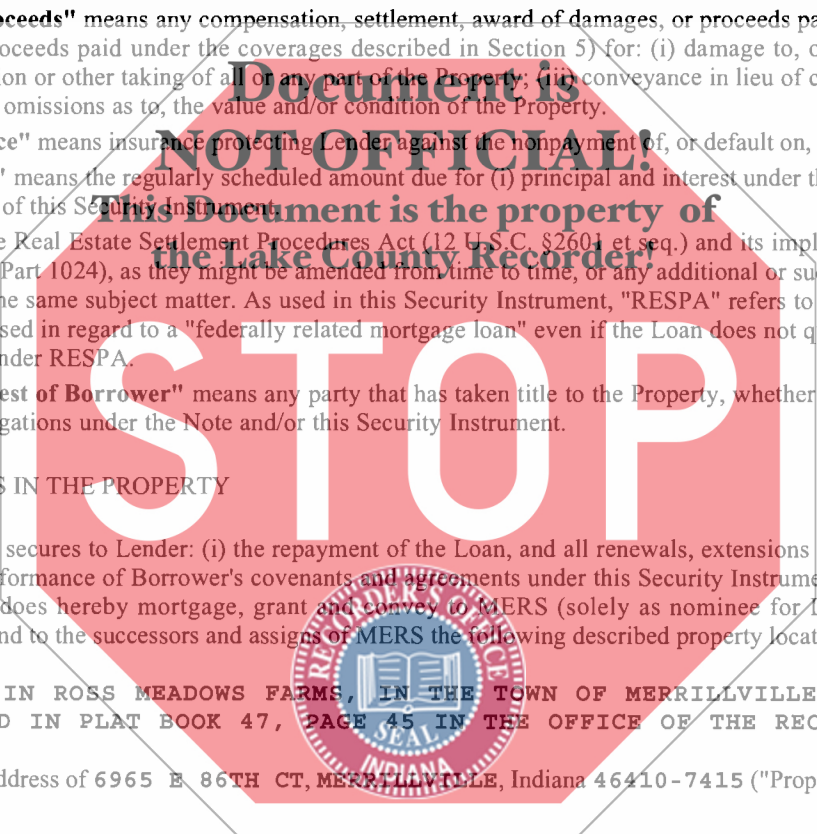 oceeds" means any compensation, settlement, award of damages, or proceeds pa
oceeds paid under the coverages described in Section 5) for: (i) damage to, o
ion or other taking of all or any part of the Property; (iii) conveyance in lieu of c
omissions as to, the value and/or condition of the Property.
ce" means insurance protecting Lender against the nonpayment of, or default on,
" means the regularly scheduled amount due for (i) principal and interest under th
of this Security Instrument.
e Real Estate Settlement Procedures Act (12 U.S.C. §2601 et seq.) and its impl
Part 1024), as they might be amended from time to time, or any additional or su
he same subject matter. As used in this Security Instrument, "RESPA" refers to
sed in regard to a "federally related mortgage loan" even if the Loan does not q
nder RESPA.
est of Borrower" means any party that has taken title to the Property, whether
gations under the Note and/or this Security Instrument.
S IN THE PROPERTY
secures to Lender: (i) the repayment of the Loan, and all renewals, extensions
formance of Borrower's covenants and agreements under this Security Instrume
does hereby mortgage, grant and convey to MERS (solely as nominee for L
nd to the successors and assigns of MERS the following described property locat
IN ROSS MEADOWS FARMS, IN THE TOWN OF MERRILLVILLE
D IN PLAT BOOK 47, PAGE 45 IN THE OFFICE OF THE REC
ddress of 6965 E 86TH CT, MERRILLVILLE, Indiana 46410-7415 ("Prop
Document is
NOT OFFICIAL!
This Document is the property of
the Lake County Recorder!
STOP
RECORDER'S OFFICE
SEAL
INDIANA